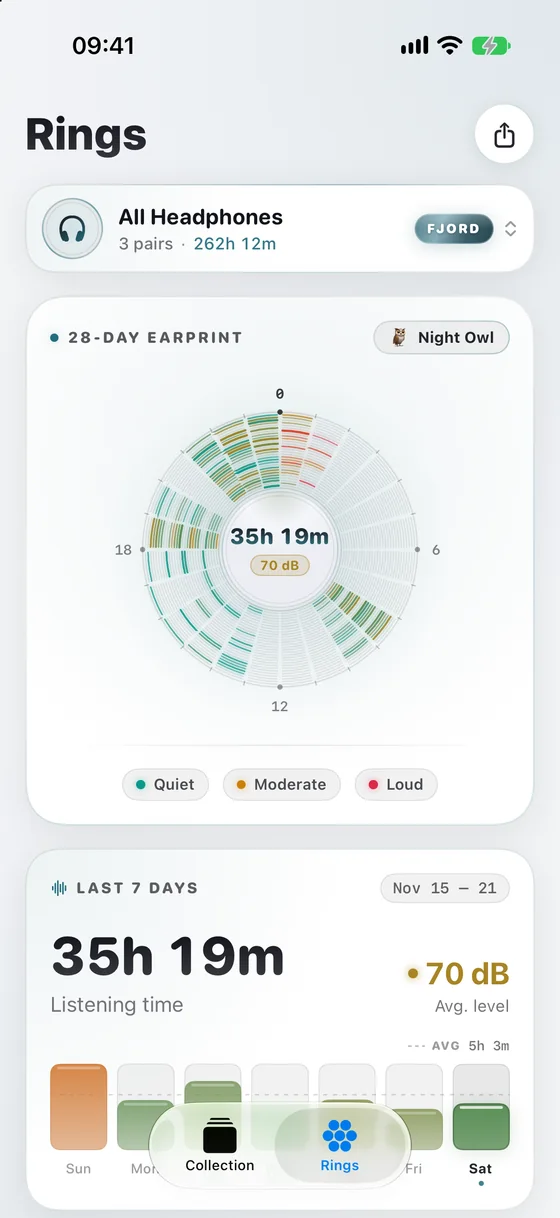 09:41
Rings
All Headphones
3 pairs · 262h 12m
FJORD
28-DAY EARPRINT
Night Owl
0
18
35h 19m
70 dB
6
12
Quiet
Moderate
Loud
LAST 7 DAYS
Nov 15 — 21
35h 19m
70 dB
Listening time
Avg. level
--- AVG 5h 3m
Collection
Rings
Sun
Fri
Sat